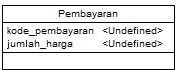 Pembayaran
kode_pembayaran <Undefined>
jumlah_harga <Undefined>